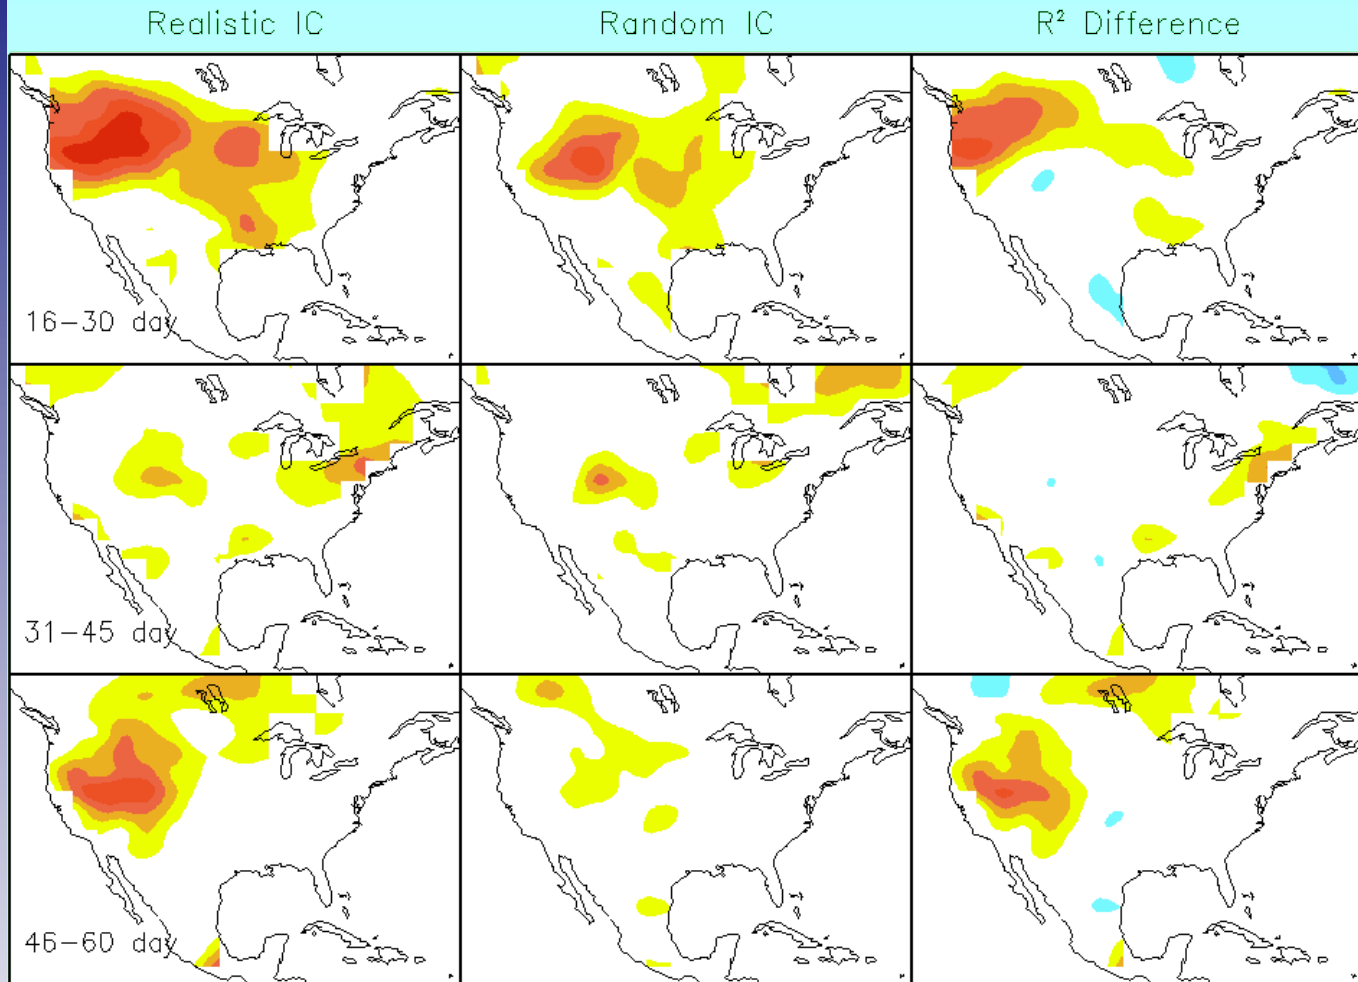 Realistic IC
Random IC
R² Difference
16-30 day
31-45 day
46-60 day